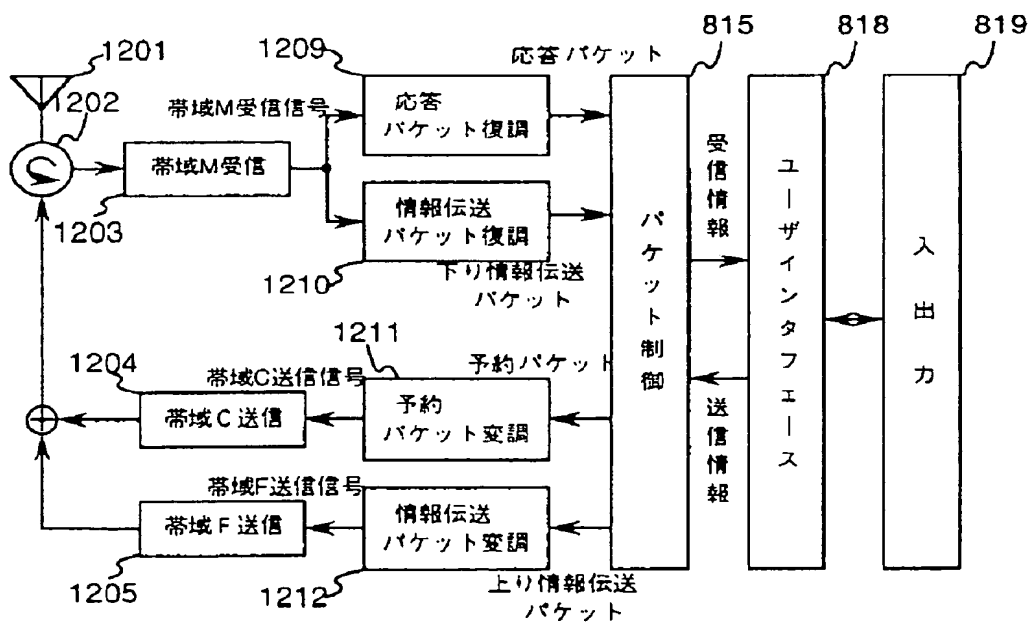 1201
1202
1203
1209
応答パケット
815
818
819
帯域M受信信号
応答
パケット復調
帯域M受信
情報伝送
パケット復調
1210
下り情報伝送
パケット
受信情報
パケット制御
ユーザインタフェース
入出力
1211
予約パケット
1204
帯域C送信信号
帯域C送信
予約
パケット変調
送信情報
帯域F送信信号
帯域F送信
情報伝送
パケット変調
1205
1212
上り情報伝送
パケット